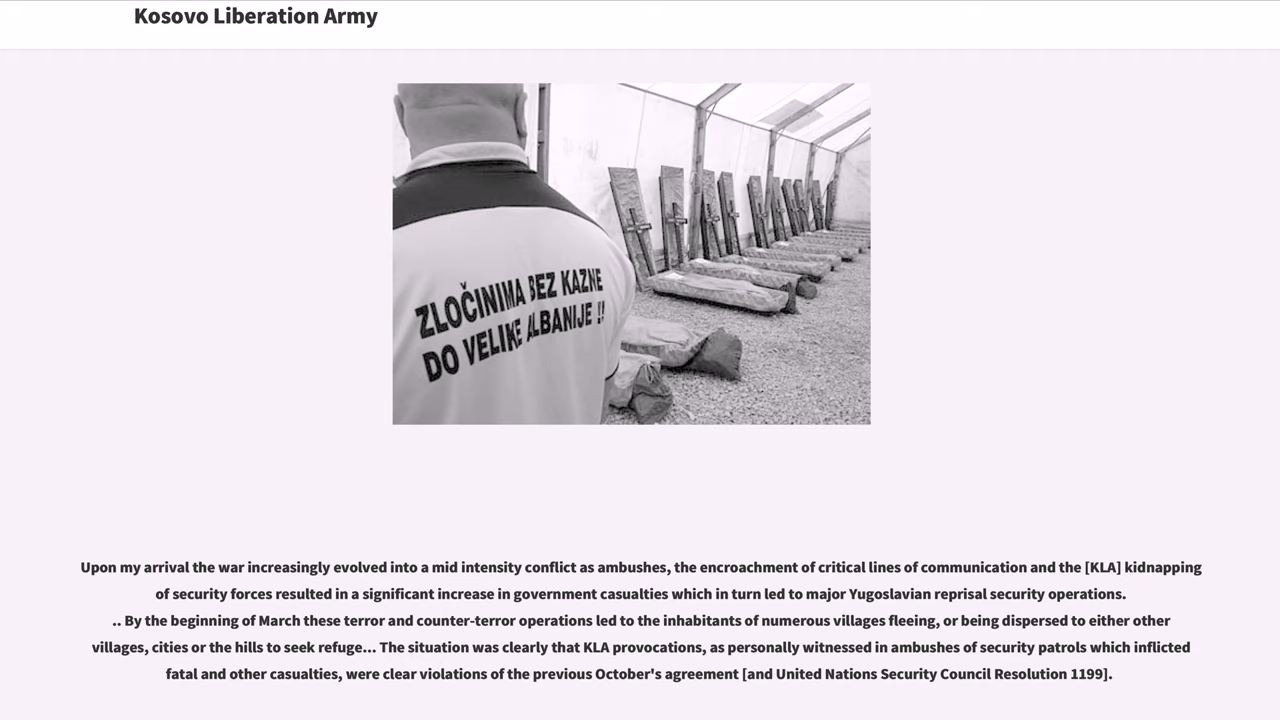 Kosovo Liberation Army
ZLOČINIMA BEZ KAZNE
DO VELIKE ALBANIJE !!
Upon my arrival the war increasingly evolved into a mid intensity conflict as ambushes, the encroachment of critical lines of communication and the [KLA] kidnapping
of security forces resulted in a significant increase in government casualties which in turn led to major Yugoslavian reprisal security operations.
.. By the beginning of March these terror and counter-terror operations led to the inhabitants of numerous villages fleeing, or being dispersed to either other
villages, cities or the hills to seek refuge... The situation was clearly that KLA provocations, as personally witnessed in ambushes of security patrols which inflicted
fatal and other casualties, were clear violations of the previous October's agreement [and United Nations Security Council Resolution 1199].